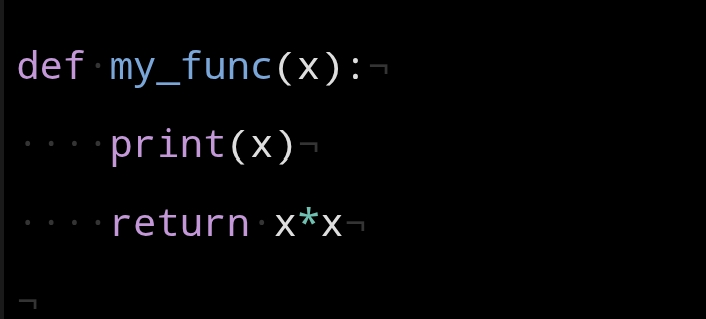 def my_func(x):
    print(x)
    return x*x